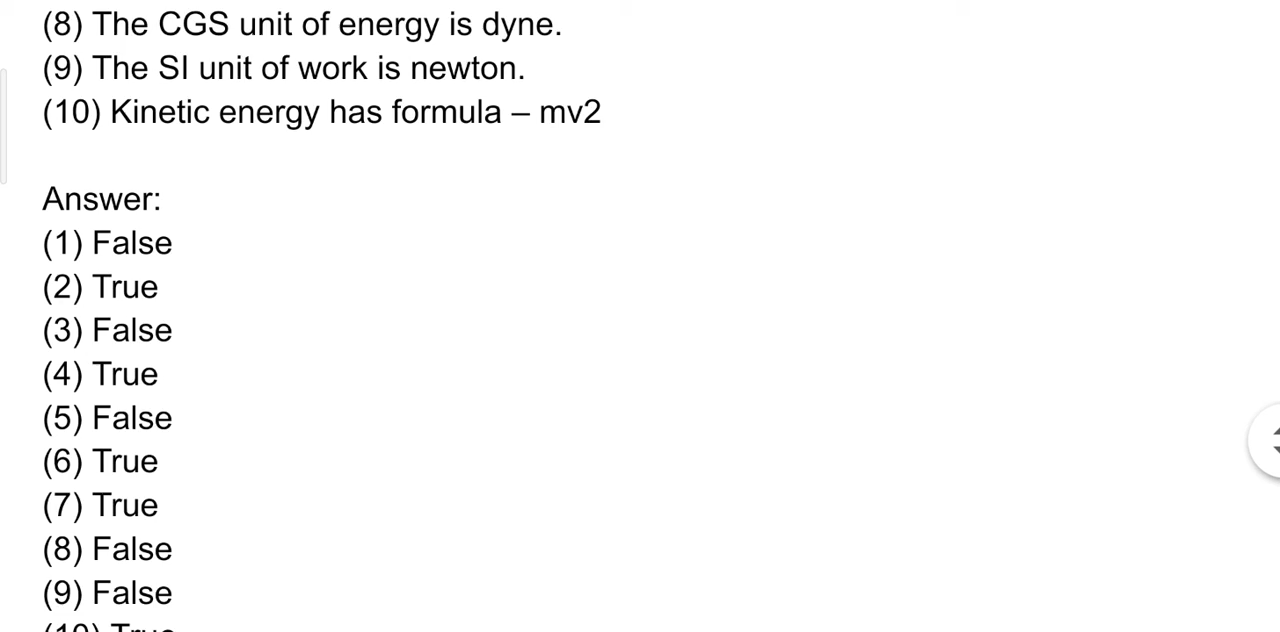 (8) The CGS unit of energy is dyne.
(9) The SI unit of work is newton.
(10) Kinetic energy has formula – mv2
Answer:
(1) False
(2) True
(3) False
(4) True
(5) False
(6) True
(7) True
(8) False
(9) False
(10) True